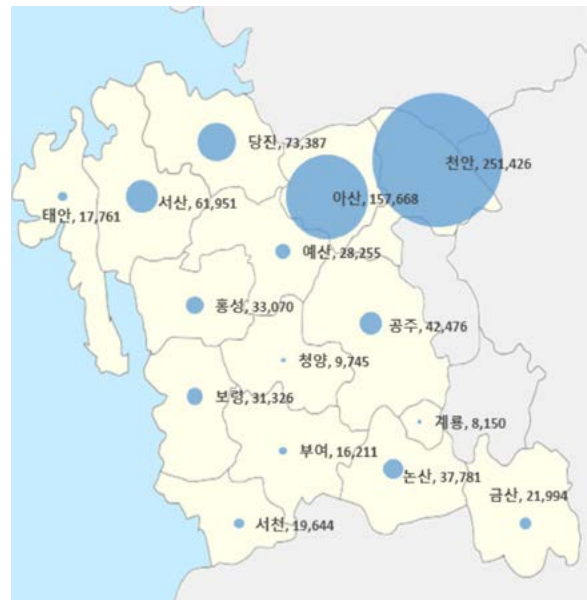 당진, 73,387
천안, 251,426
서산, 61,951
아산, 157,668
태안, 17,761
예산, 28,255
홍성, 33,070
공주, 42,476
청양, 9,745
보령, 31,326
계룡, 8,150
부여, 16,211
논산, 37,781
금산, 21,994
서천, 19,644